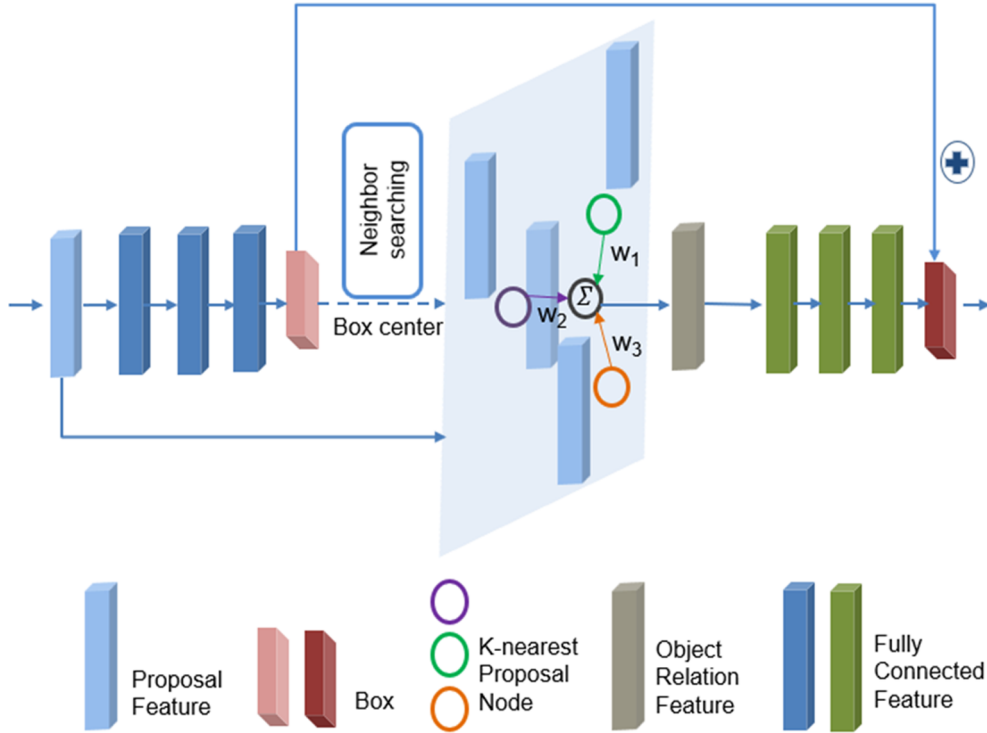 Neighbor
searching
Box center
w1
w2
w3
Σ
Proposal
Feature
Box
K-nearest
Proposal
Node
Object
Relation
Feature
Fully
Connected
Feature